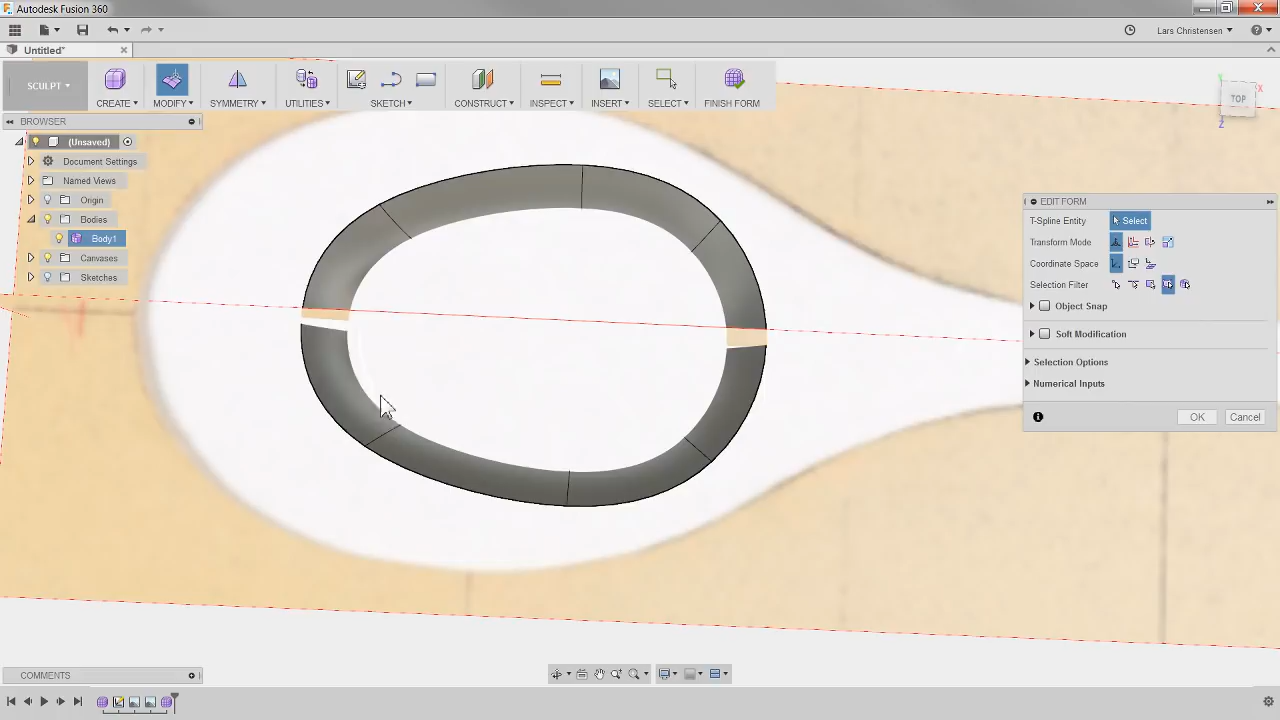 Autodesk Fusion 360
Lars Christensen
Untitled*
SCULPT
CREATE
MODIFY
SYMMETRY
UTILITIES
SKETCH
CONSTRUCT
INSPECT
INSERT
SELECT
FINISH FORM
TOP
X
Y
Z
BROWSER
(Unsaved)
Document Settings
Named Views
Origin
Bodies
Body1
Canvases
Sketches
EDIT FORM
T-Spline Entity
Select
Transform Mode
Coordinate Space
Selection Filter
Object Snap
Soft Modification
Selection Options
Numerical Inputs
OK
Cancel
COMMENTS